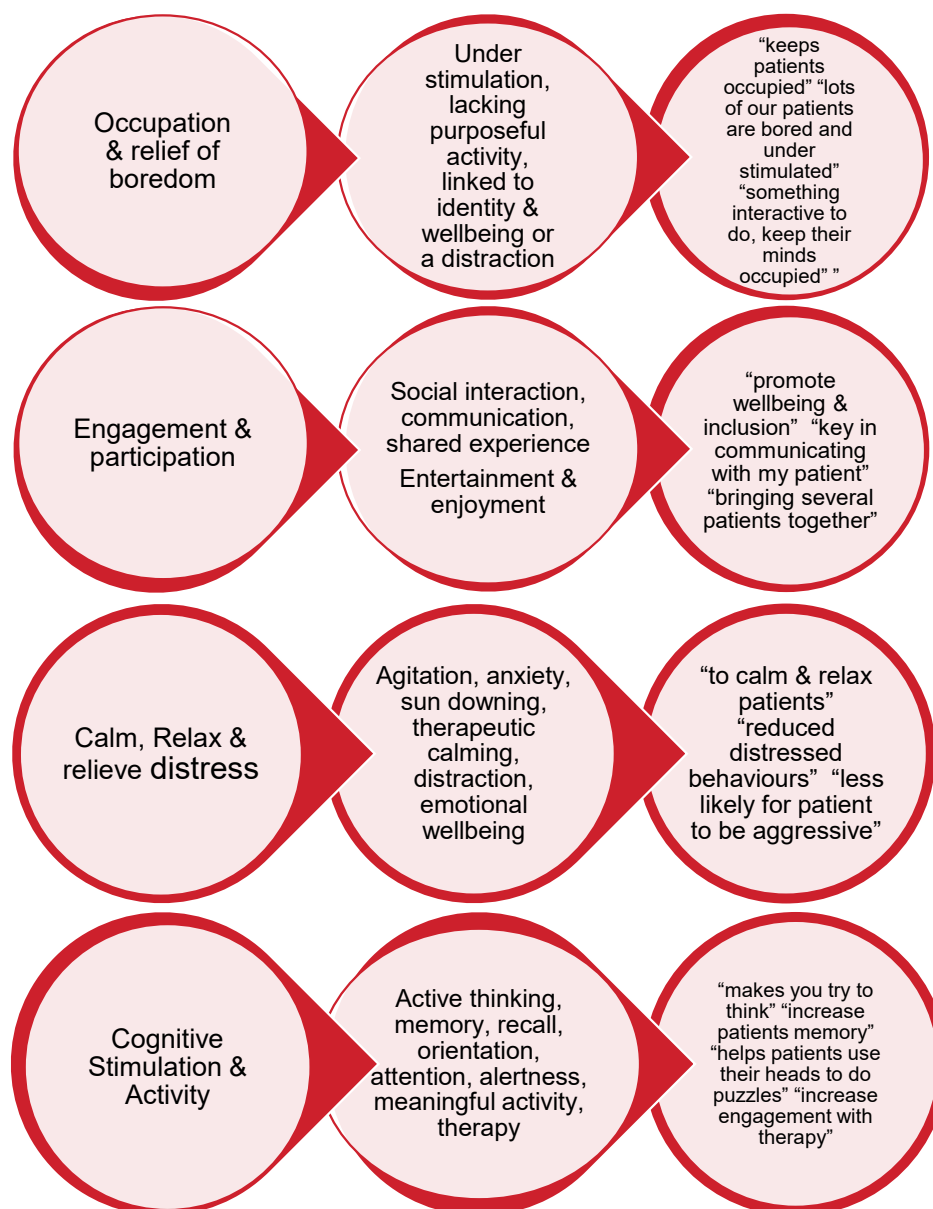 Occupation
& relief of
boredom
Under
stimulation,
lacking
purposeful
activity,
linked to
identity &
wellbeing or
a distraction
“keeps
patients
occupied” “lots
of our patients
are bored and
under
stimulated”
“something
interactive to
do, keep their
minds
occupied” ”
Engagement &
participation
Social interaction,
communication,
shared experience
Entertainment &
enjoyment
“promote
wellbeing &
inclusion” “key in
communicating
with my patient”
“bringing several
patients together”
Calm, Relax &
relieve distress
Agitation, anxiety,
sun downing,
therapeutic
calming,
distraction,
emotional
wellbeing
“to calm & relax
patients”
“reduced
distressed
behaviours” “less
likely for patient
to be aggressive”
Cognitive
Stimulation &
Activity
Active thinking,
memory, recall,
orientation,
attention, alertness,
meaningful activity,
therapy
“makes you try to
think” “increase
patients memory”
“helps patients use
their heads to do
puzzles” “increase
engagement with
therapy”